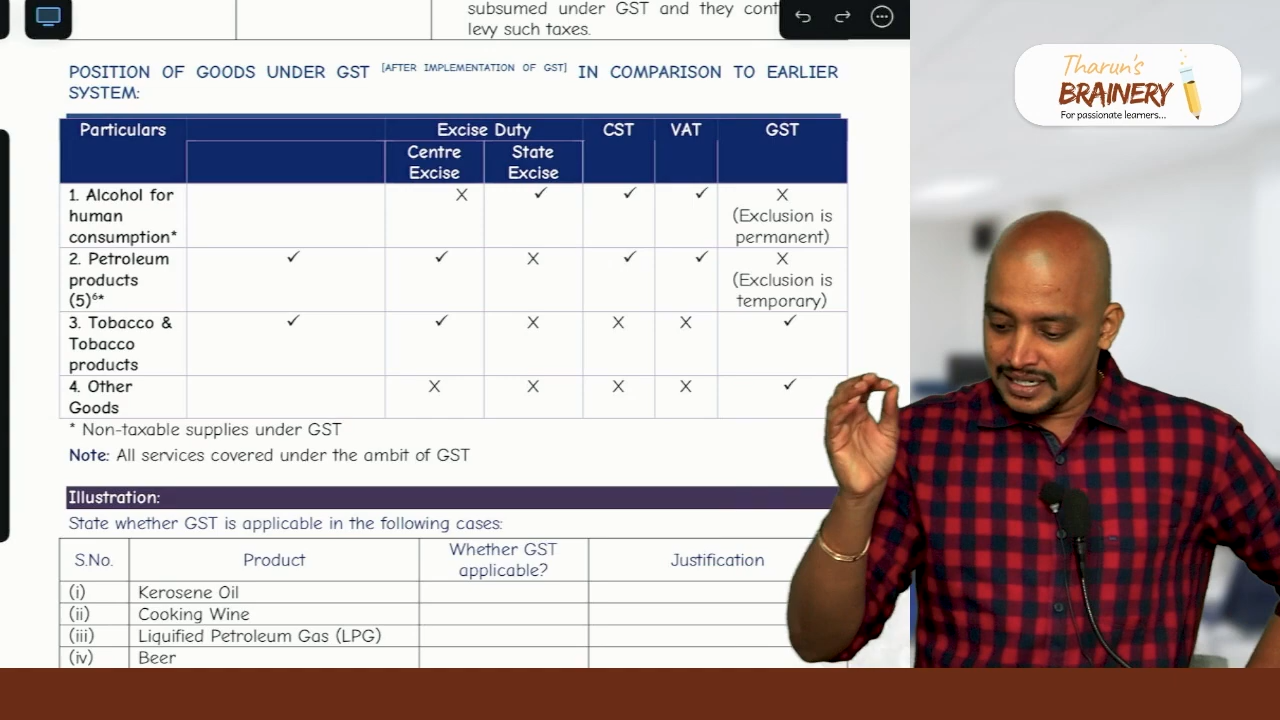 subsumed under GST and they cont
levy such taxes.
POSITION OF GOODS UNDER GST [AFTER IMPLEMENTATION OF GST] IN COMPARISON TO EARLIER
SYSTEM:
Particulars Excise Duty CST VAT GST
Centre Excise State Excise
1. Alcohol for human consumption* X ✓ ✓ ✓ X (Exclusion is permanent)
2. Petroleum products (5)⁶* ✓ ✓ X ✓ ✓ X (Exclusion is temporary)
3. Tobacco & Tobacco products ✓ ✓ X X X ✓
4. Other Goods X X X X ✓
* Non-taxable supplies under GST
Note: All services covered under the ambit of GST
Illustration:
State whether GST is applicable in the following cases:
S.No. Product Whether GST applicable? Justification
(i) Kerosene Oil
(ii) Cooking Wine
(iii) Liquified Petroleum Gas (LPG)
(iv) Beer
Tharun's
BRAINERY
For passionate learners...